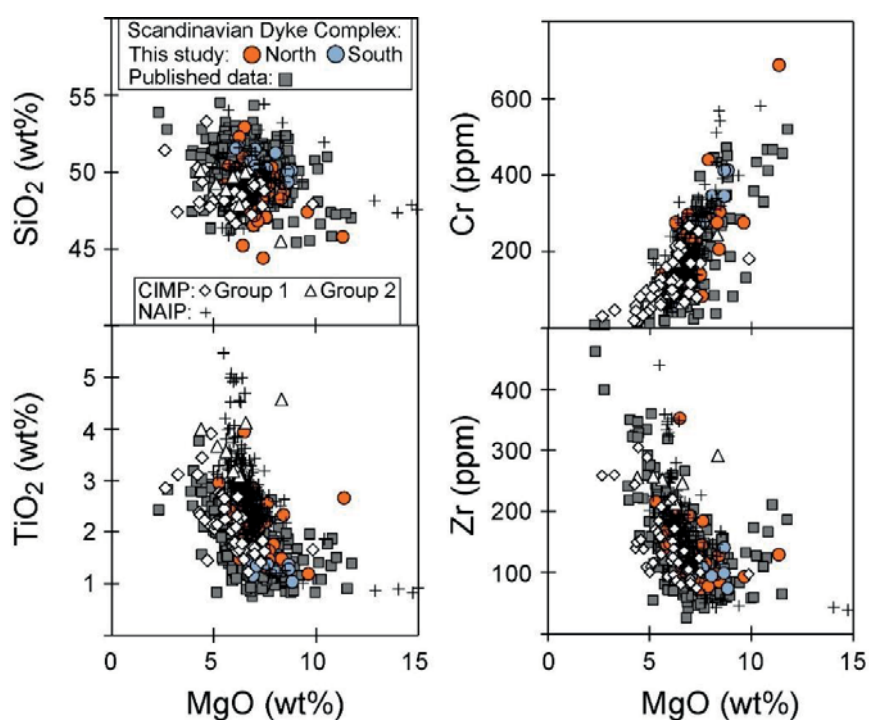 Scandinavian Dyke Complex:
This study: North South
Published data:
SiO2 (wt%)
55
50
45
CIMP: Group 1 Group 2
NAIP: +
Cr (ppm)
600
400
200
TiO2 (wt%)
5
4
3
2
1
0
5
10
15
MgO (wt%)
Zr (ppm)
400
300
200
100
0
5
10
15
MgO (wt%)